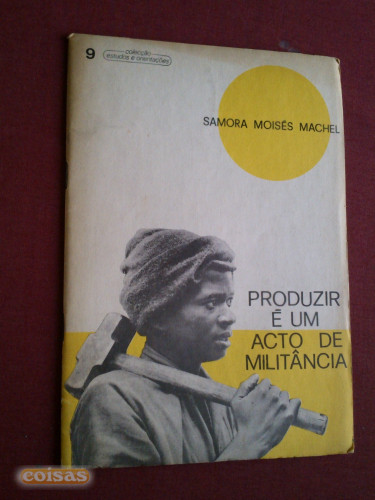 9
colecção
estudos e orientações
SAMORA MOISÉS MACHEL
PRODUZIR
É UM
ACTO DE
MILITÂNCIA
coisas